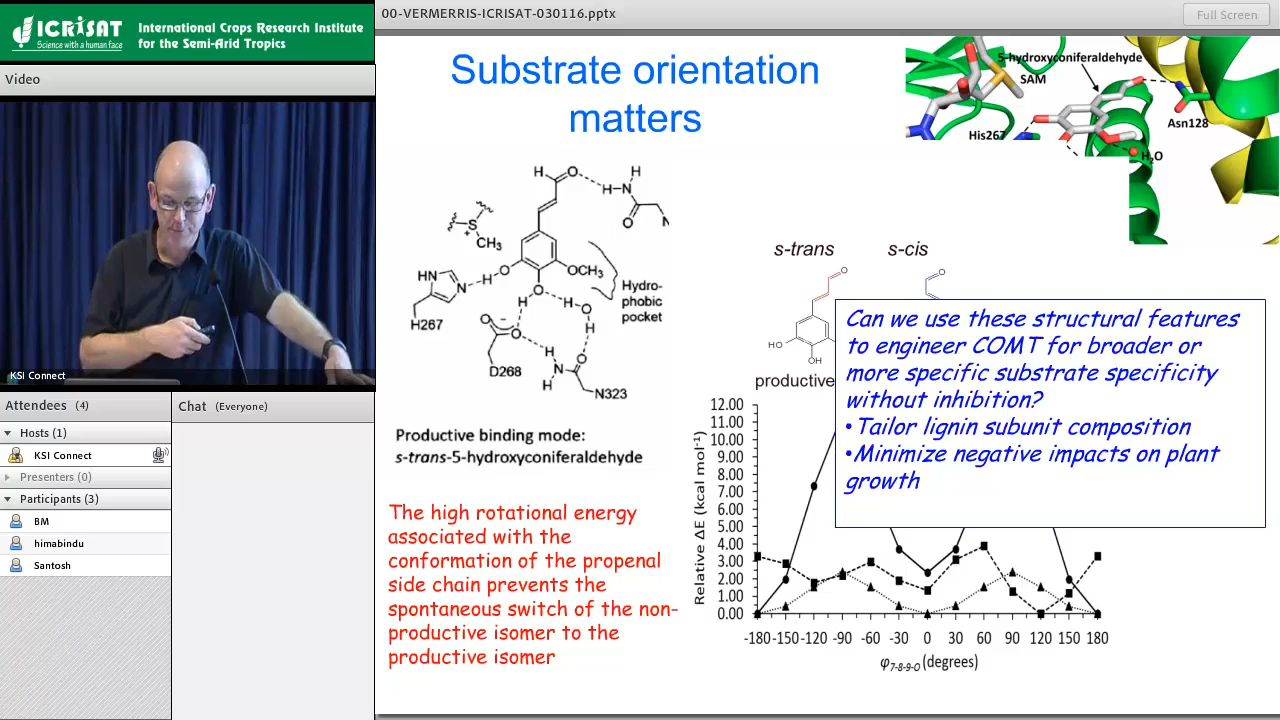 ICRISAT
Science with a human face
International Crops Research Institute
for the Semi-Arid Tropics
00-VERMERRIS-ICRISAT-030116.pptx
Full Screen
Video
KSI Connect
Attendees (4)
Hosts (1)
KSI Connect
Presenters (0)
Participants (3)
BM
himabindu
Santosh
Chat (Everyone)
Substrate orientation
matters
5-hydroxyconiferaldehyde
SAM
Asn128
His267
H₂O
H
O
H
H
N
O
N
S
+
CH₃
HN
N
H
O
OCH₃
Hydro-
phobic
pocket
H267
O
H
H
O
H
O
−
O
H
O
D268
H
N
N323
Productive binding mode:
s-trans-5-hydroxyconiferaldehyde
The high rotational energy
associated with the
conformation of the propenal
side chain prevents the
spontaneous switch of the non-
productive isomer to the
productive isomer
s-trans
s-cis
O
O
HO
OH
productive
Can we use these structural features
to engineer COMT for broader or
more specific substrate specificity
without inhibition?
•Tailor lignin subunit composition
•Minimize negative impacts on plant
growth
Relative ΔE (kcal mol⁻¹)
12.00
11.00
10.00
9.00
8.00
7.00
6.00
5.00
4.00
3.00
2.00
1.00
0.00
-180 -150 -120 -90 -60 -30 0 30 60 90 120 150 180
φ7-8-9-O (degrees)